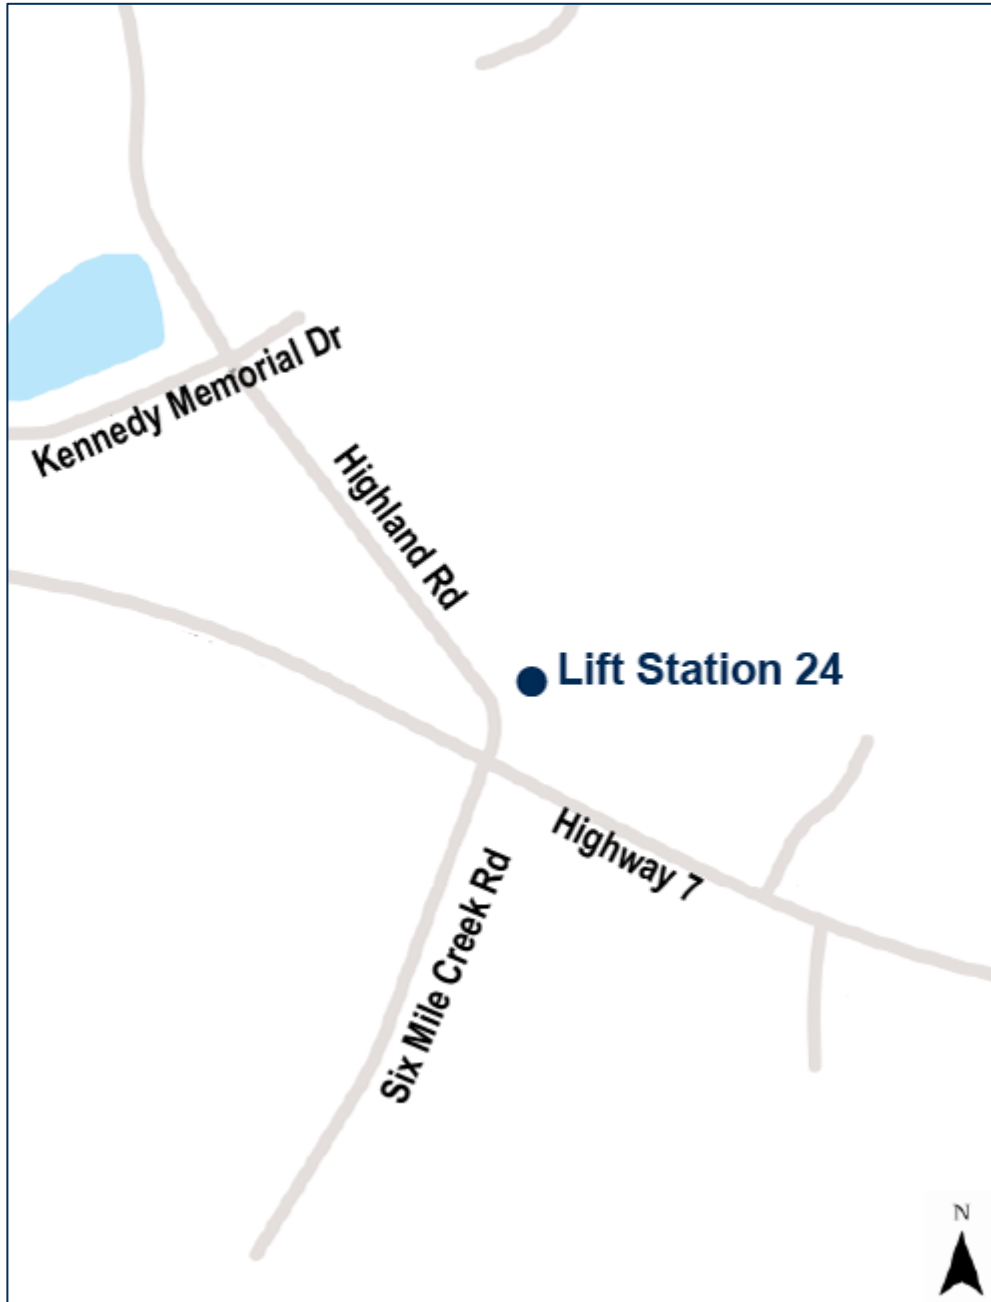 Kennedy Memorial Dr
Highland Rd
Lift Station 24
Highway 7
Six Mile Creek Rd
N